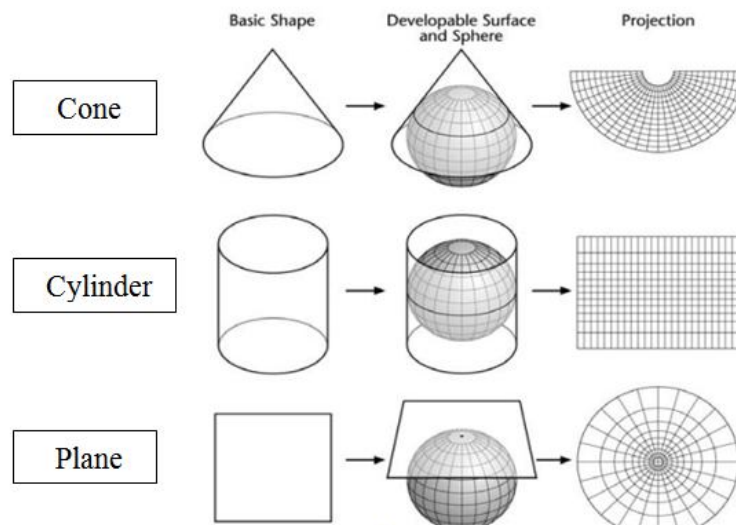 Basic Shape
Developable Surface
and Sphere
Projection
Cone
Cylinder
Plane